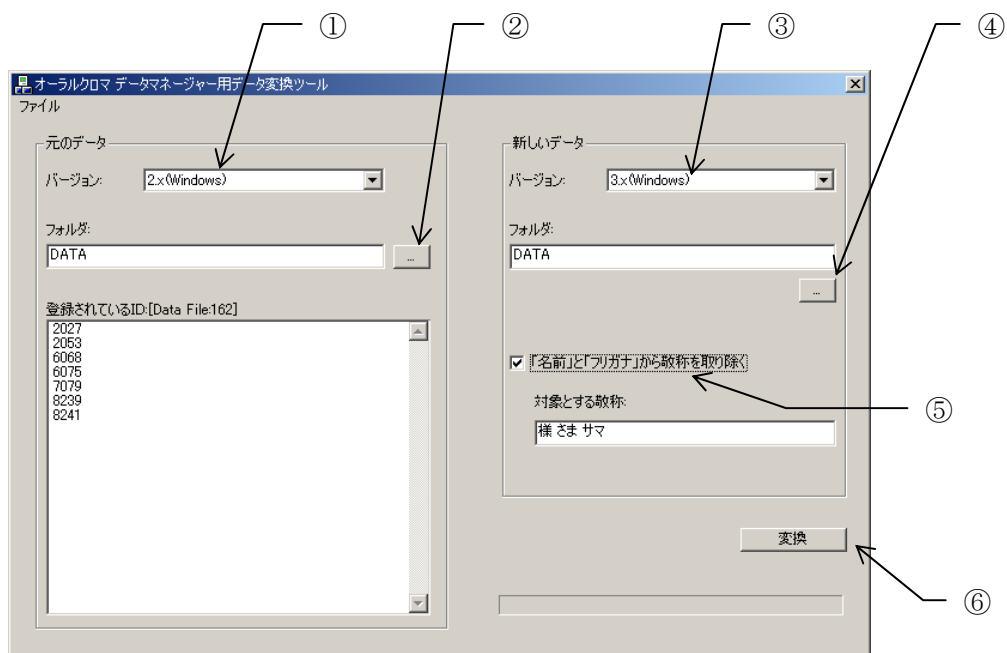 ① ② ③ ④
オーラルクロマ データマネージャー用データ変換ツール
ファイル
元のデータ
バージョン: 2.x(Windows)
フォルダ:
DATA ...
登録されているID:[Data File:162]
2027
2053
6068
6075
7079
8239
8241
新しいデータ
バージョン: 3.x(Windows)
フォルダ:
DATA
...
「名前」と「フリガナ」から敬称を取り除く
⑤
対象とする敬称:
様 さま サマ
変換
⑥